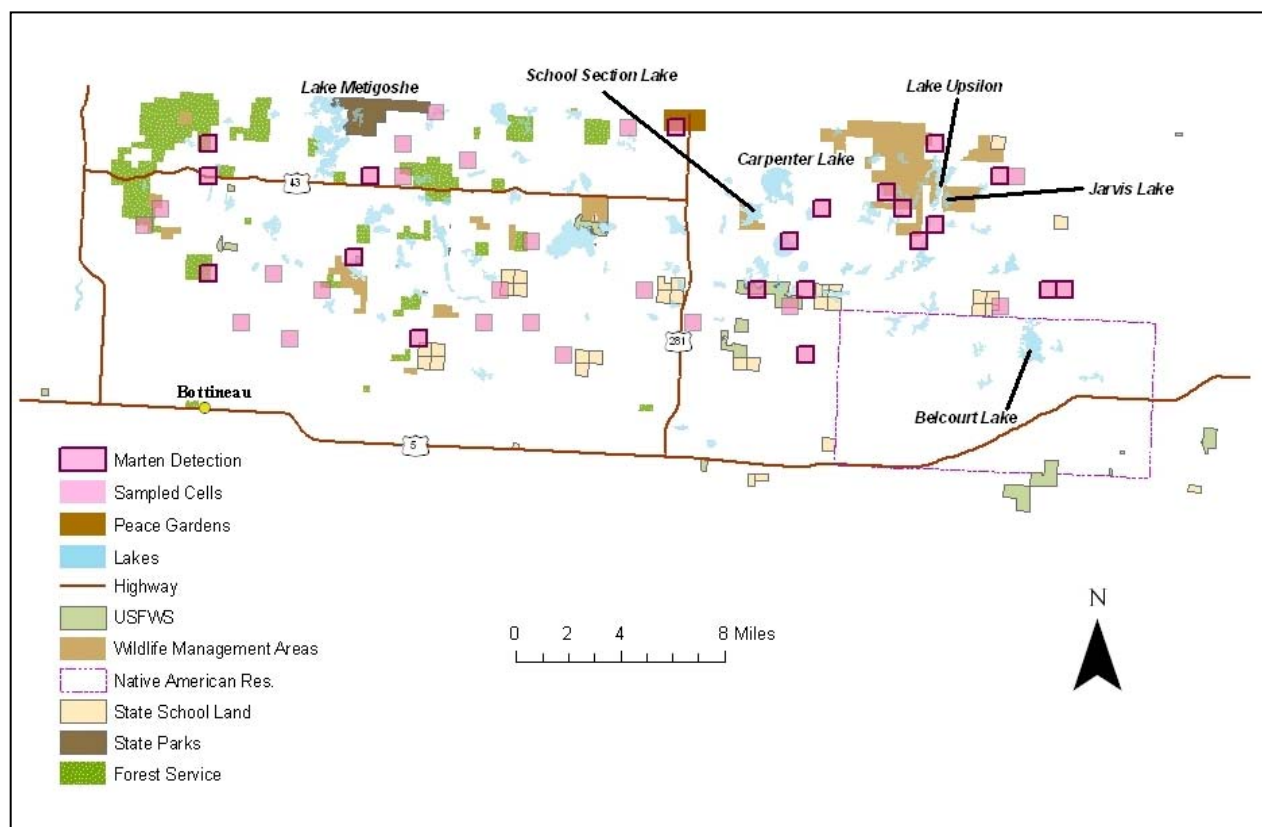 Lake Metigoshe
School Section Lake
Lake Upsilon
Carpenter Lake
Jarvis Lake
43
281
Bottineau
Belcourt Lake
5
Marten Detection
Sampled Cells
Peace Gardens
Lakes
Highway
USFWS
Wildlife Management Areas
Native American Res.
State School Land
State Parks
Forest Service
0 2 4 8 Miles
N